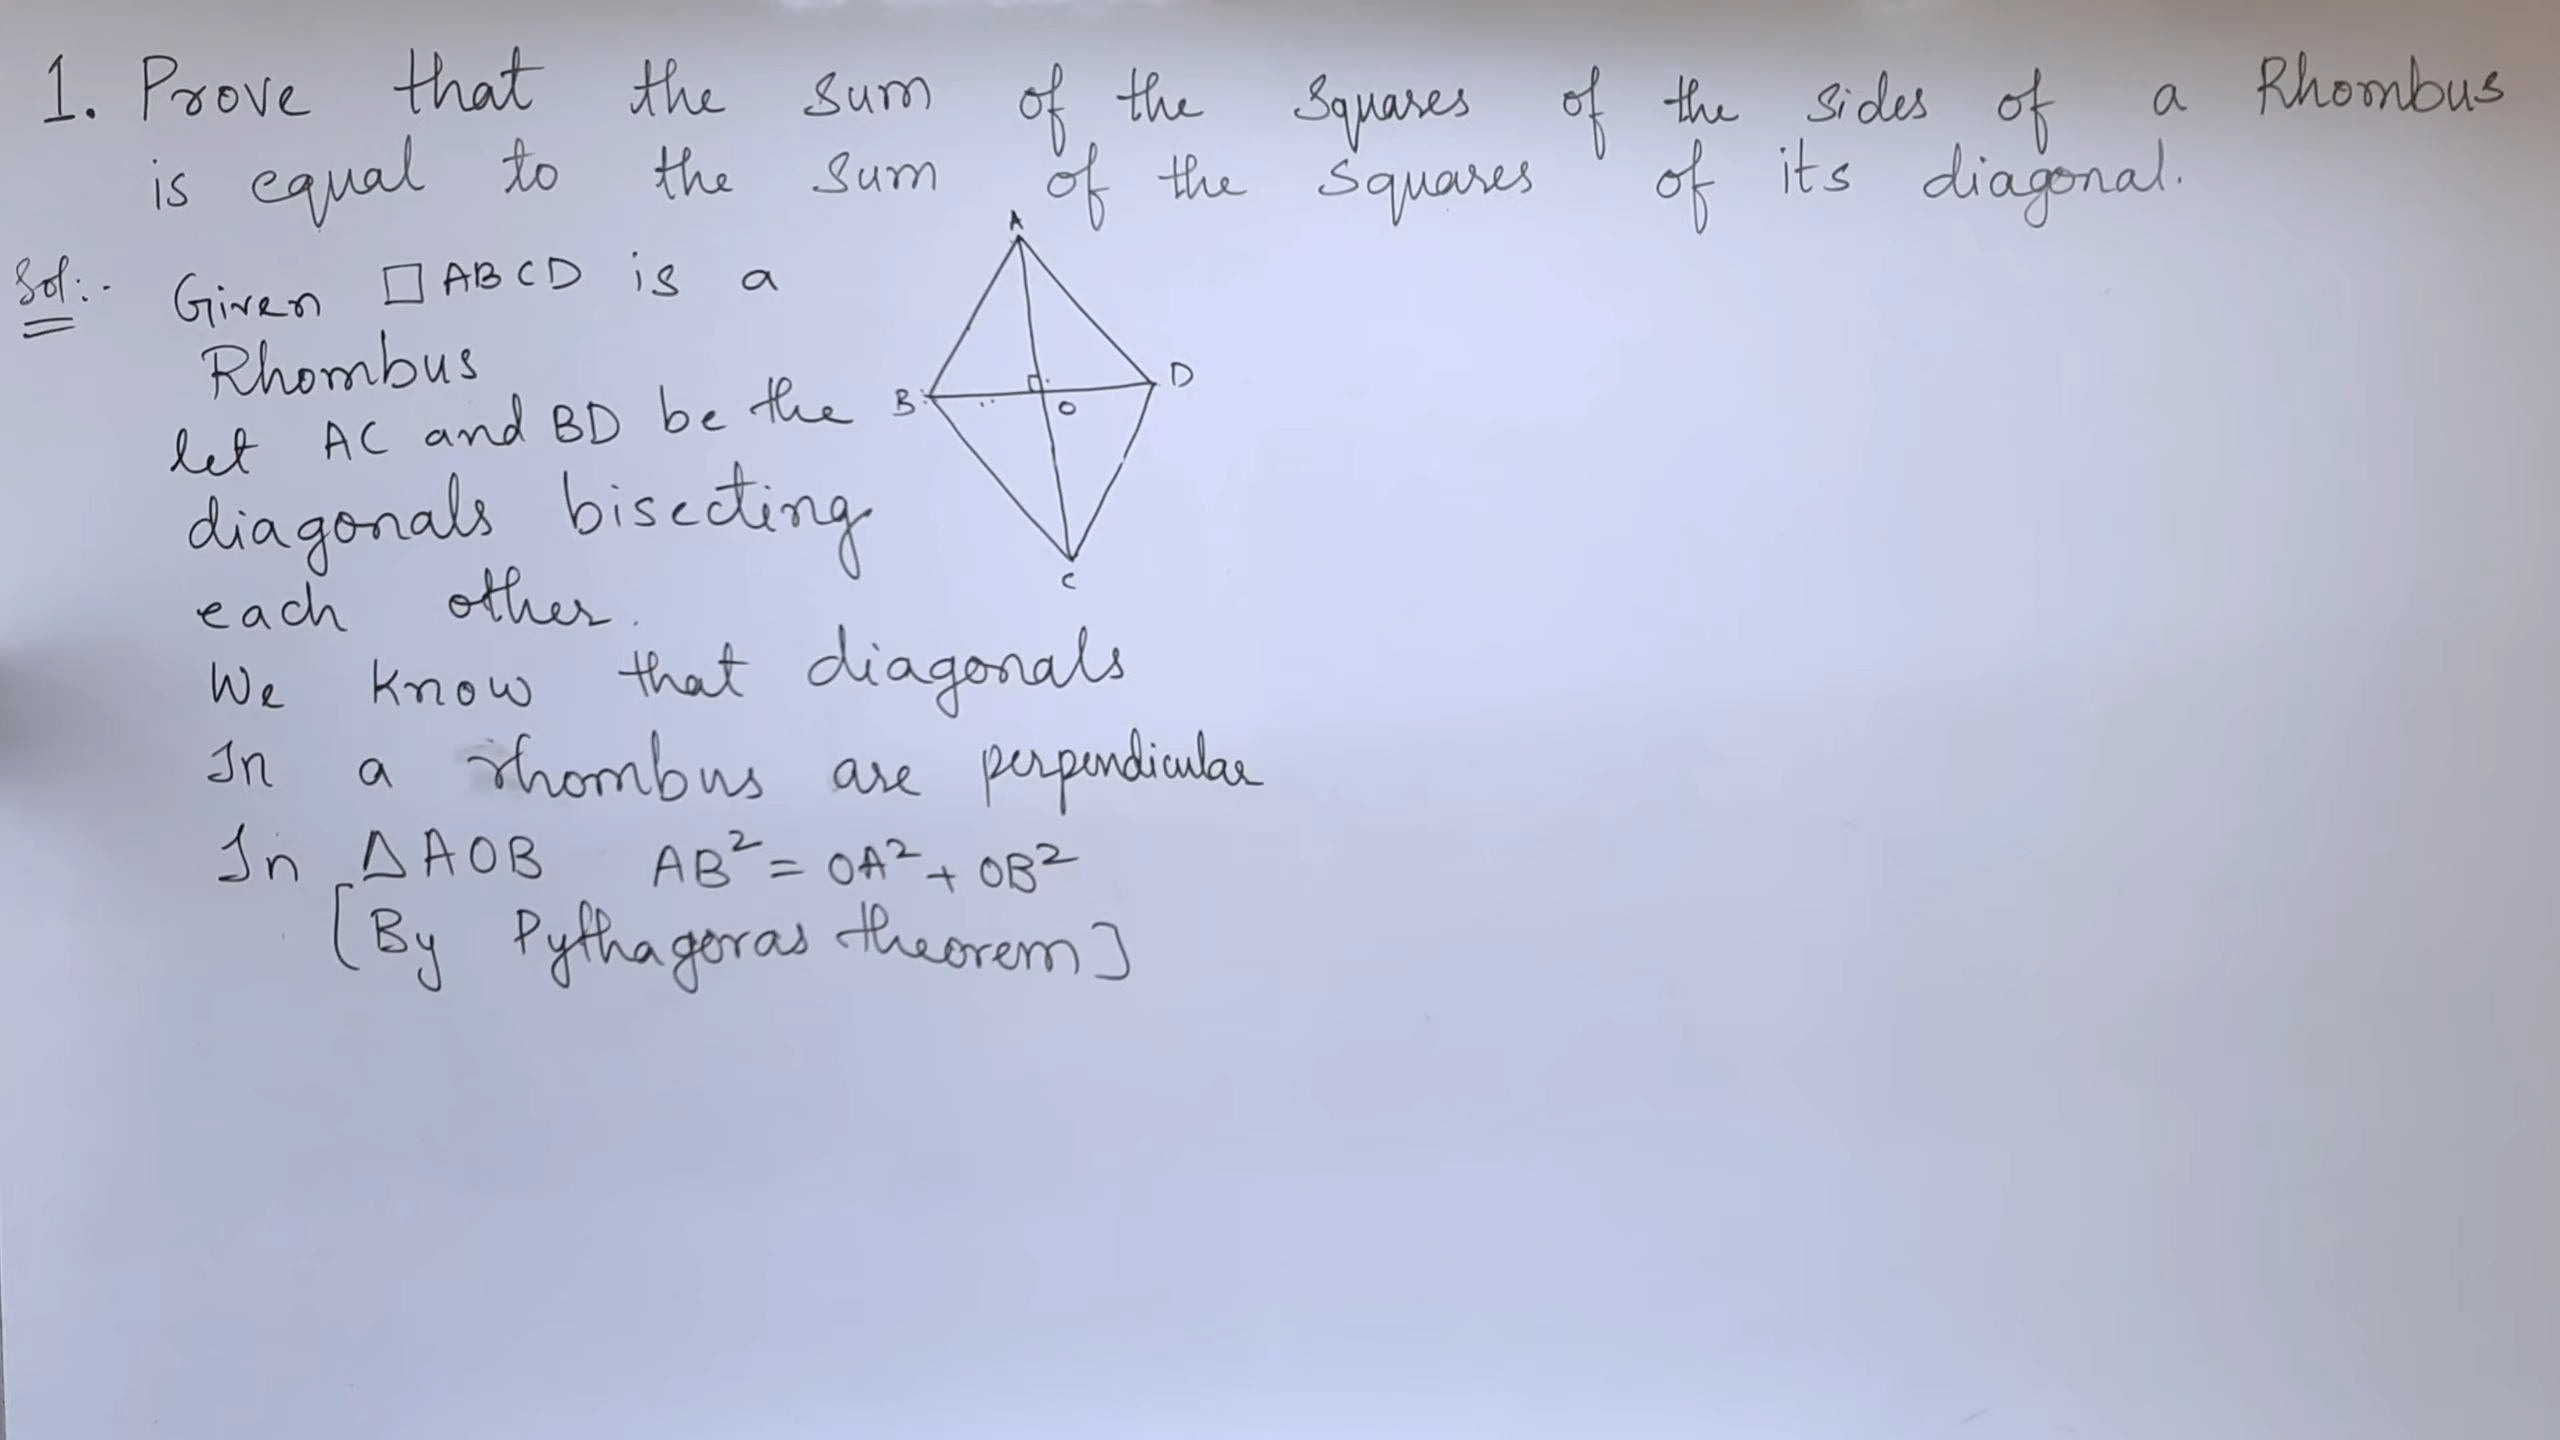 1. Prove that the sum of the squares of the sides of a Rhombus
is equal to the sum of the squares of its diagonal.
Sol:- Given □ABCD is a
Rhombus
let AC and BD be the
diagonals bisecting
each other.
We know that diagonals
In a rhombus are perpendicular
In △AOB AB² = OA² + OB²
[By Pythagoras theorem]
A
B
D
O
C